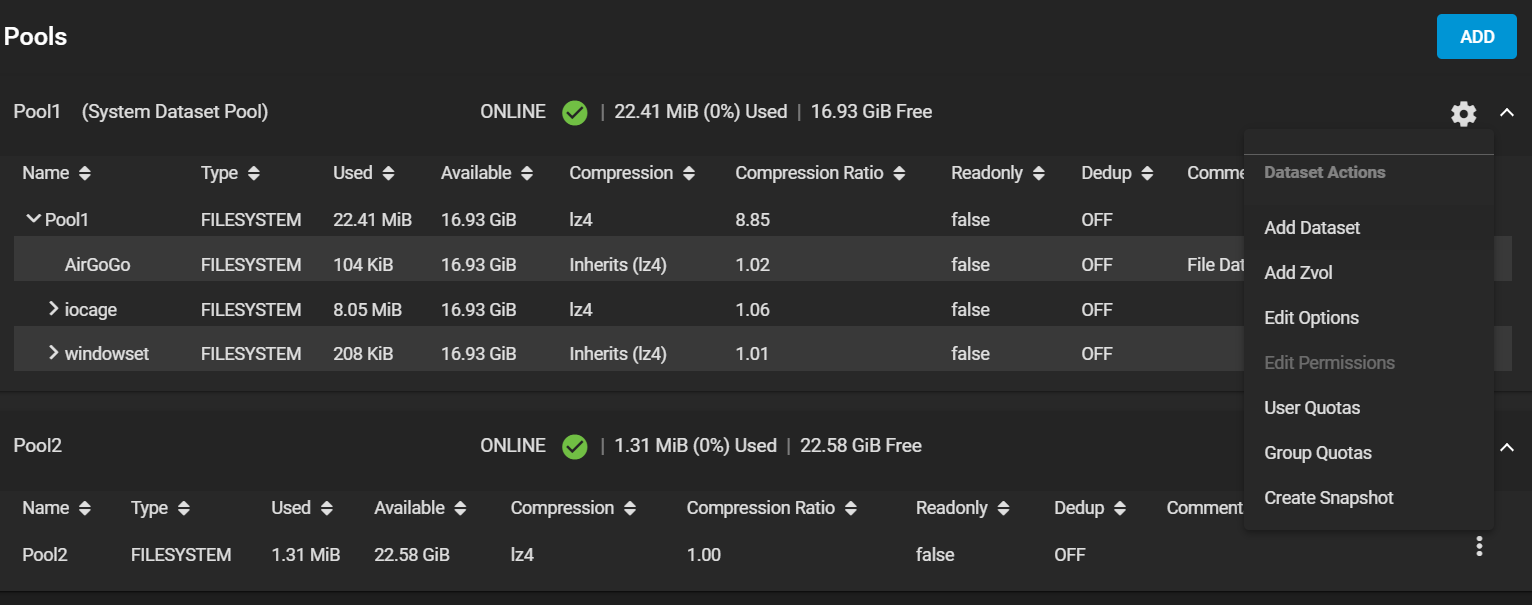 Pools
ADD
Pool1 (System Dataset Pool) ONLINE | 22.41 MiB (0%) Used | 16.93 GiB Free
Name Type Used Available Compression Compression Ratio Readonly Dedup Comme
Pool1 FILESYSTEM 22.41 MiB 16.93 GiB lz4 8.85 false OFF
AirGoGo FILESYSTEM 104 KiB 16.93 GiB Inherits (lz4) 1.02 false OFF File Dat
iocage FILESYSTEM 8.05 MiB 16.93 GiB lz4 1.06 false OFF
windowset FILESYSTEM 208 KiB 16.93 GiB Inherits (lz4) 1.01 false OFF
Dataset Actions
Add Dataset
Add Zvol
Edit Options
Edit Permissions
User Quotas
Group Quotas
Create Snapshot
Pool2 ONLINE | 1.31 MiB (0%) Used | 22.58 GiB Free
Name Type Used Available Compression Compression Ratio Readonly Dedup Comment
Pool2 FILESYSTEM 1.31 MiB 22.58 GiB lz4 1.00 false OFF